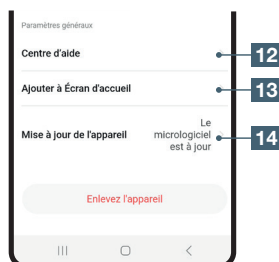 Paramètres généraux
Centre d'aide
12
Ajouter à Écran d'accueil
13
Mise à jour de l'appareil
Le
micrologiciel
est à jour
14
Enlevez l'appareil